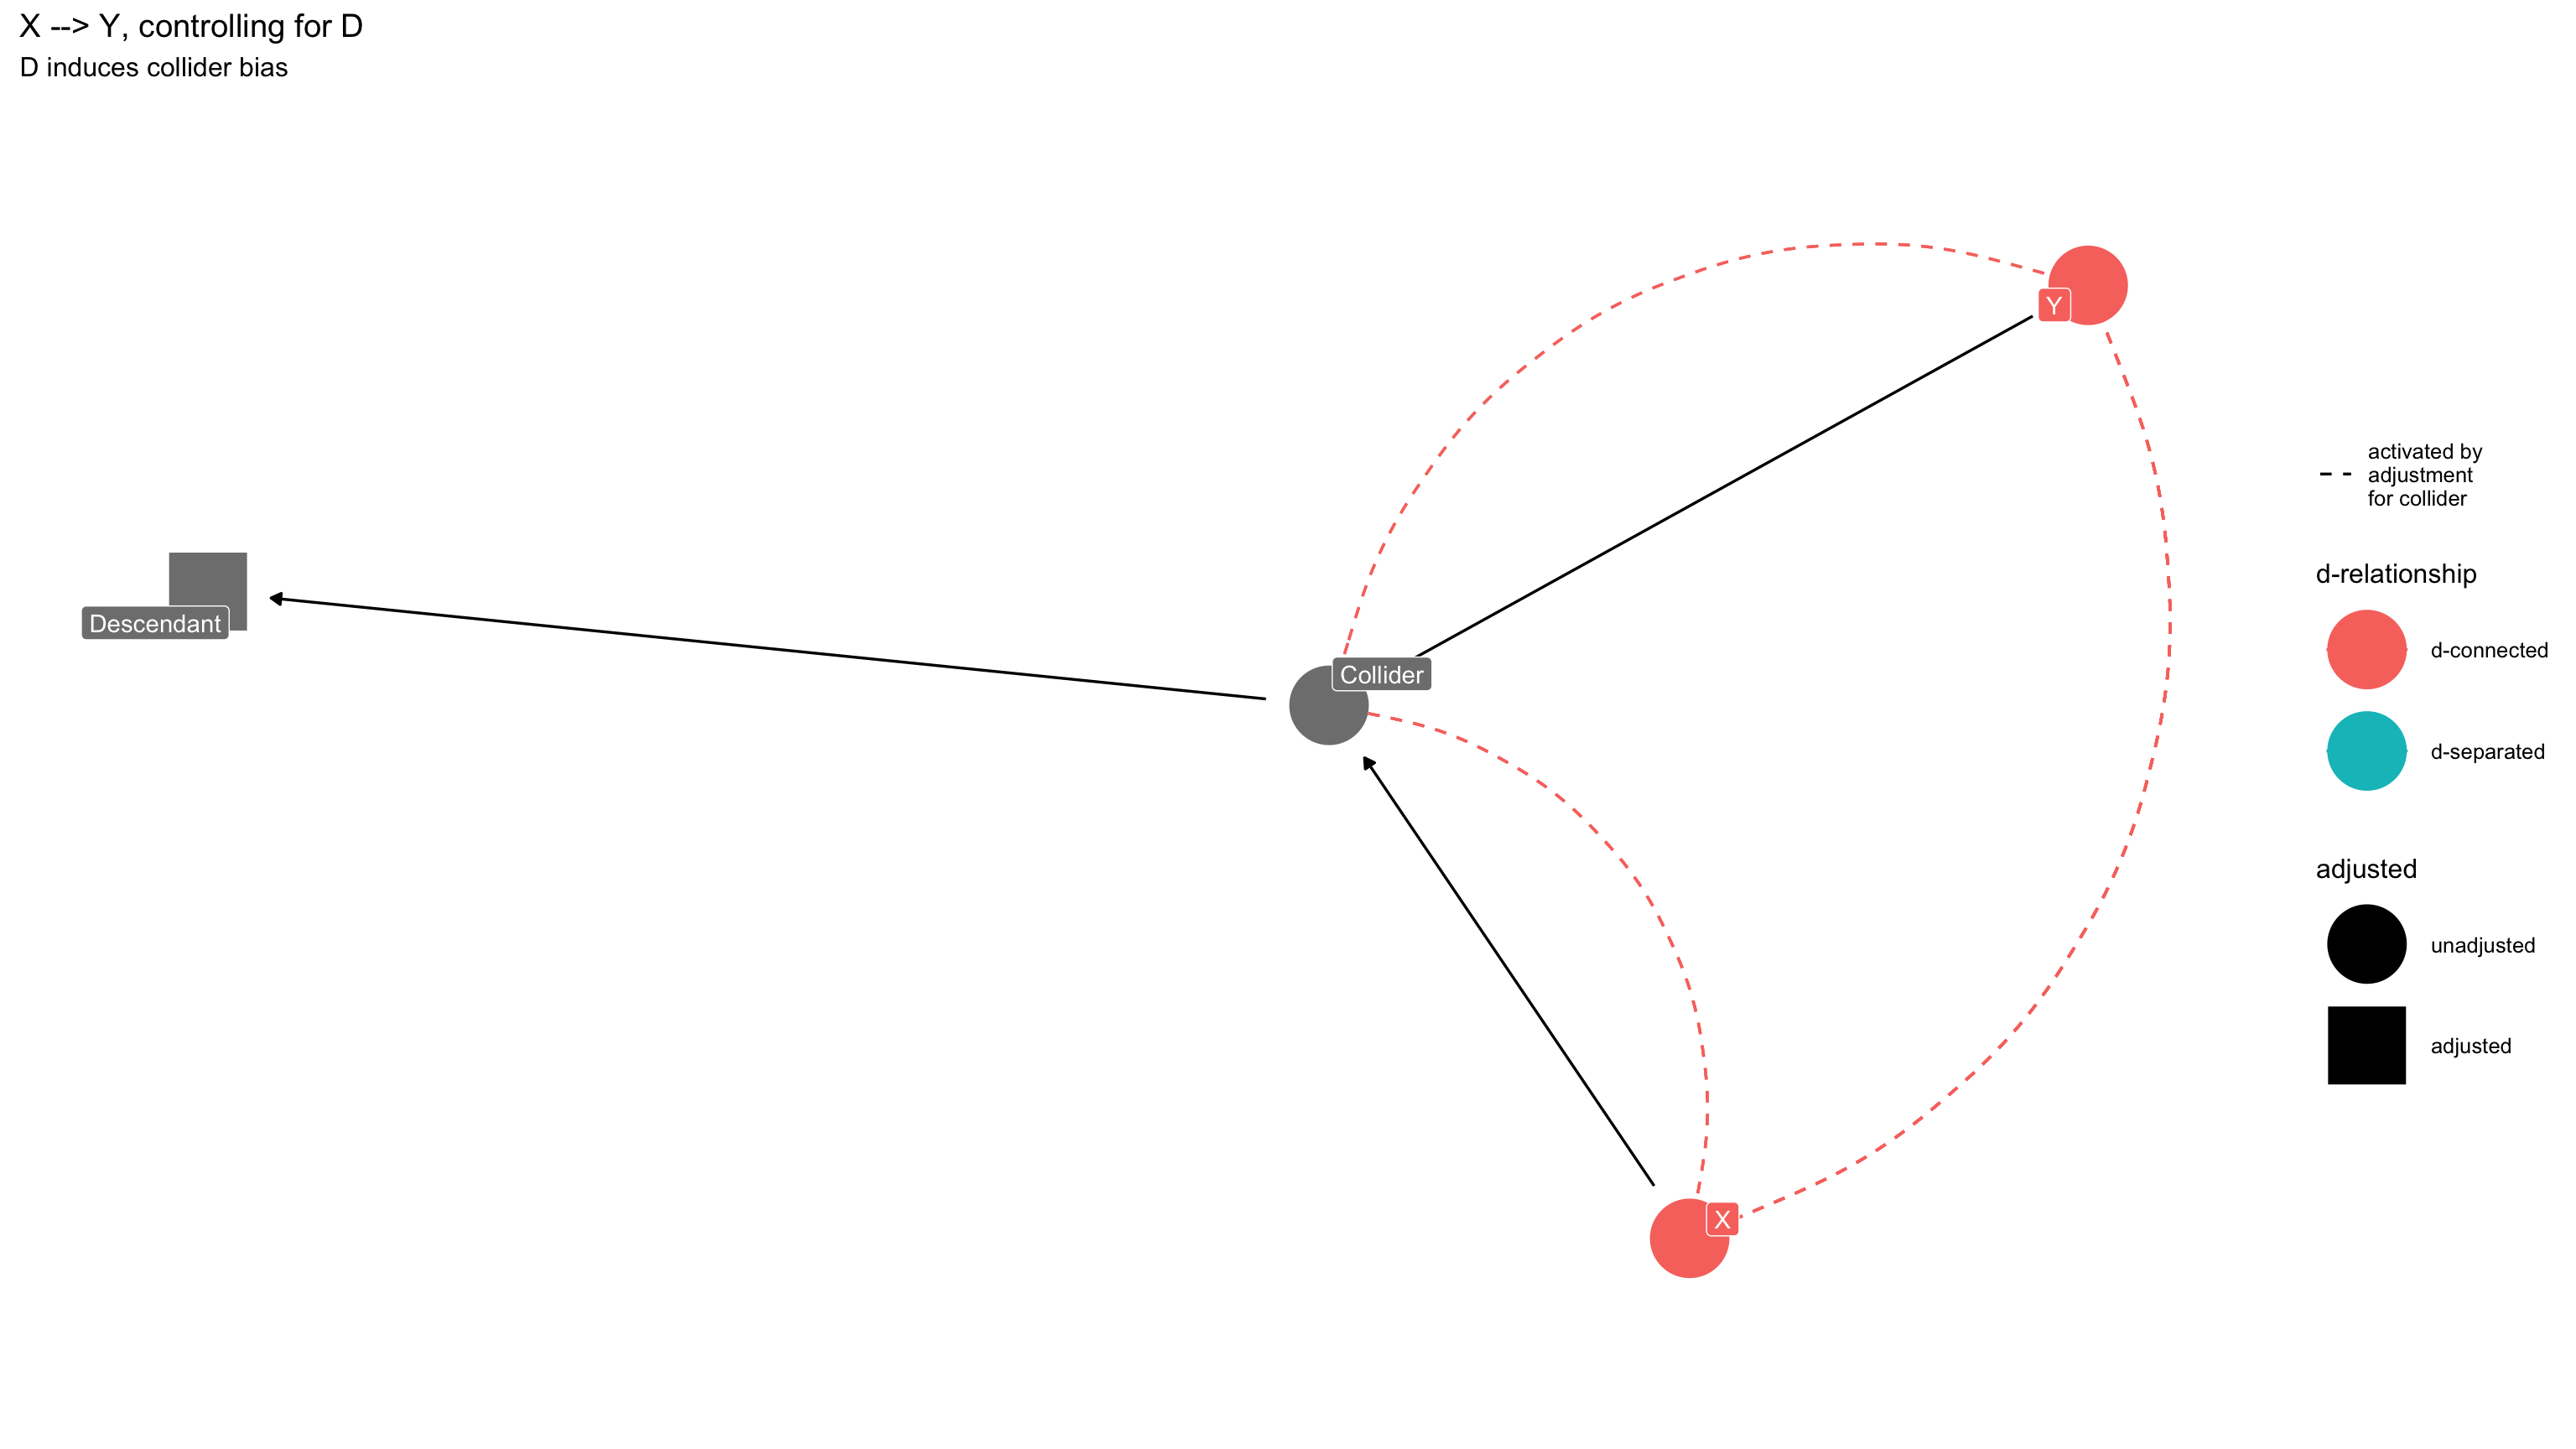 X --> Y, controlling for D
D induces collider bias
Y
Descendant
Collider
X
activated by
adjustment
for collider
d-relationship
d-connected
d-separated
adjusted
unadjusted
adjusted